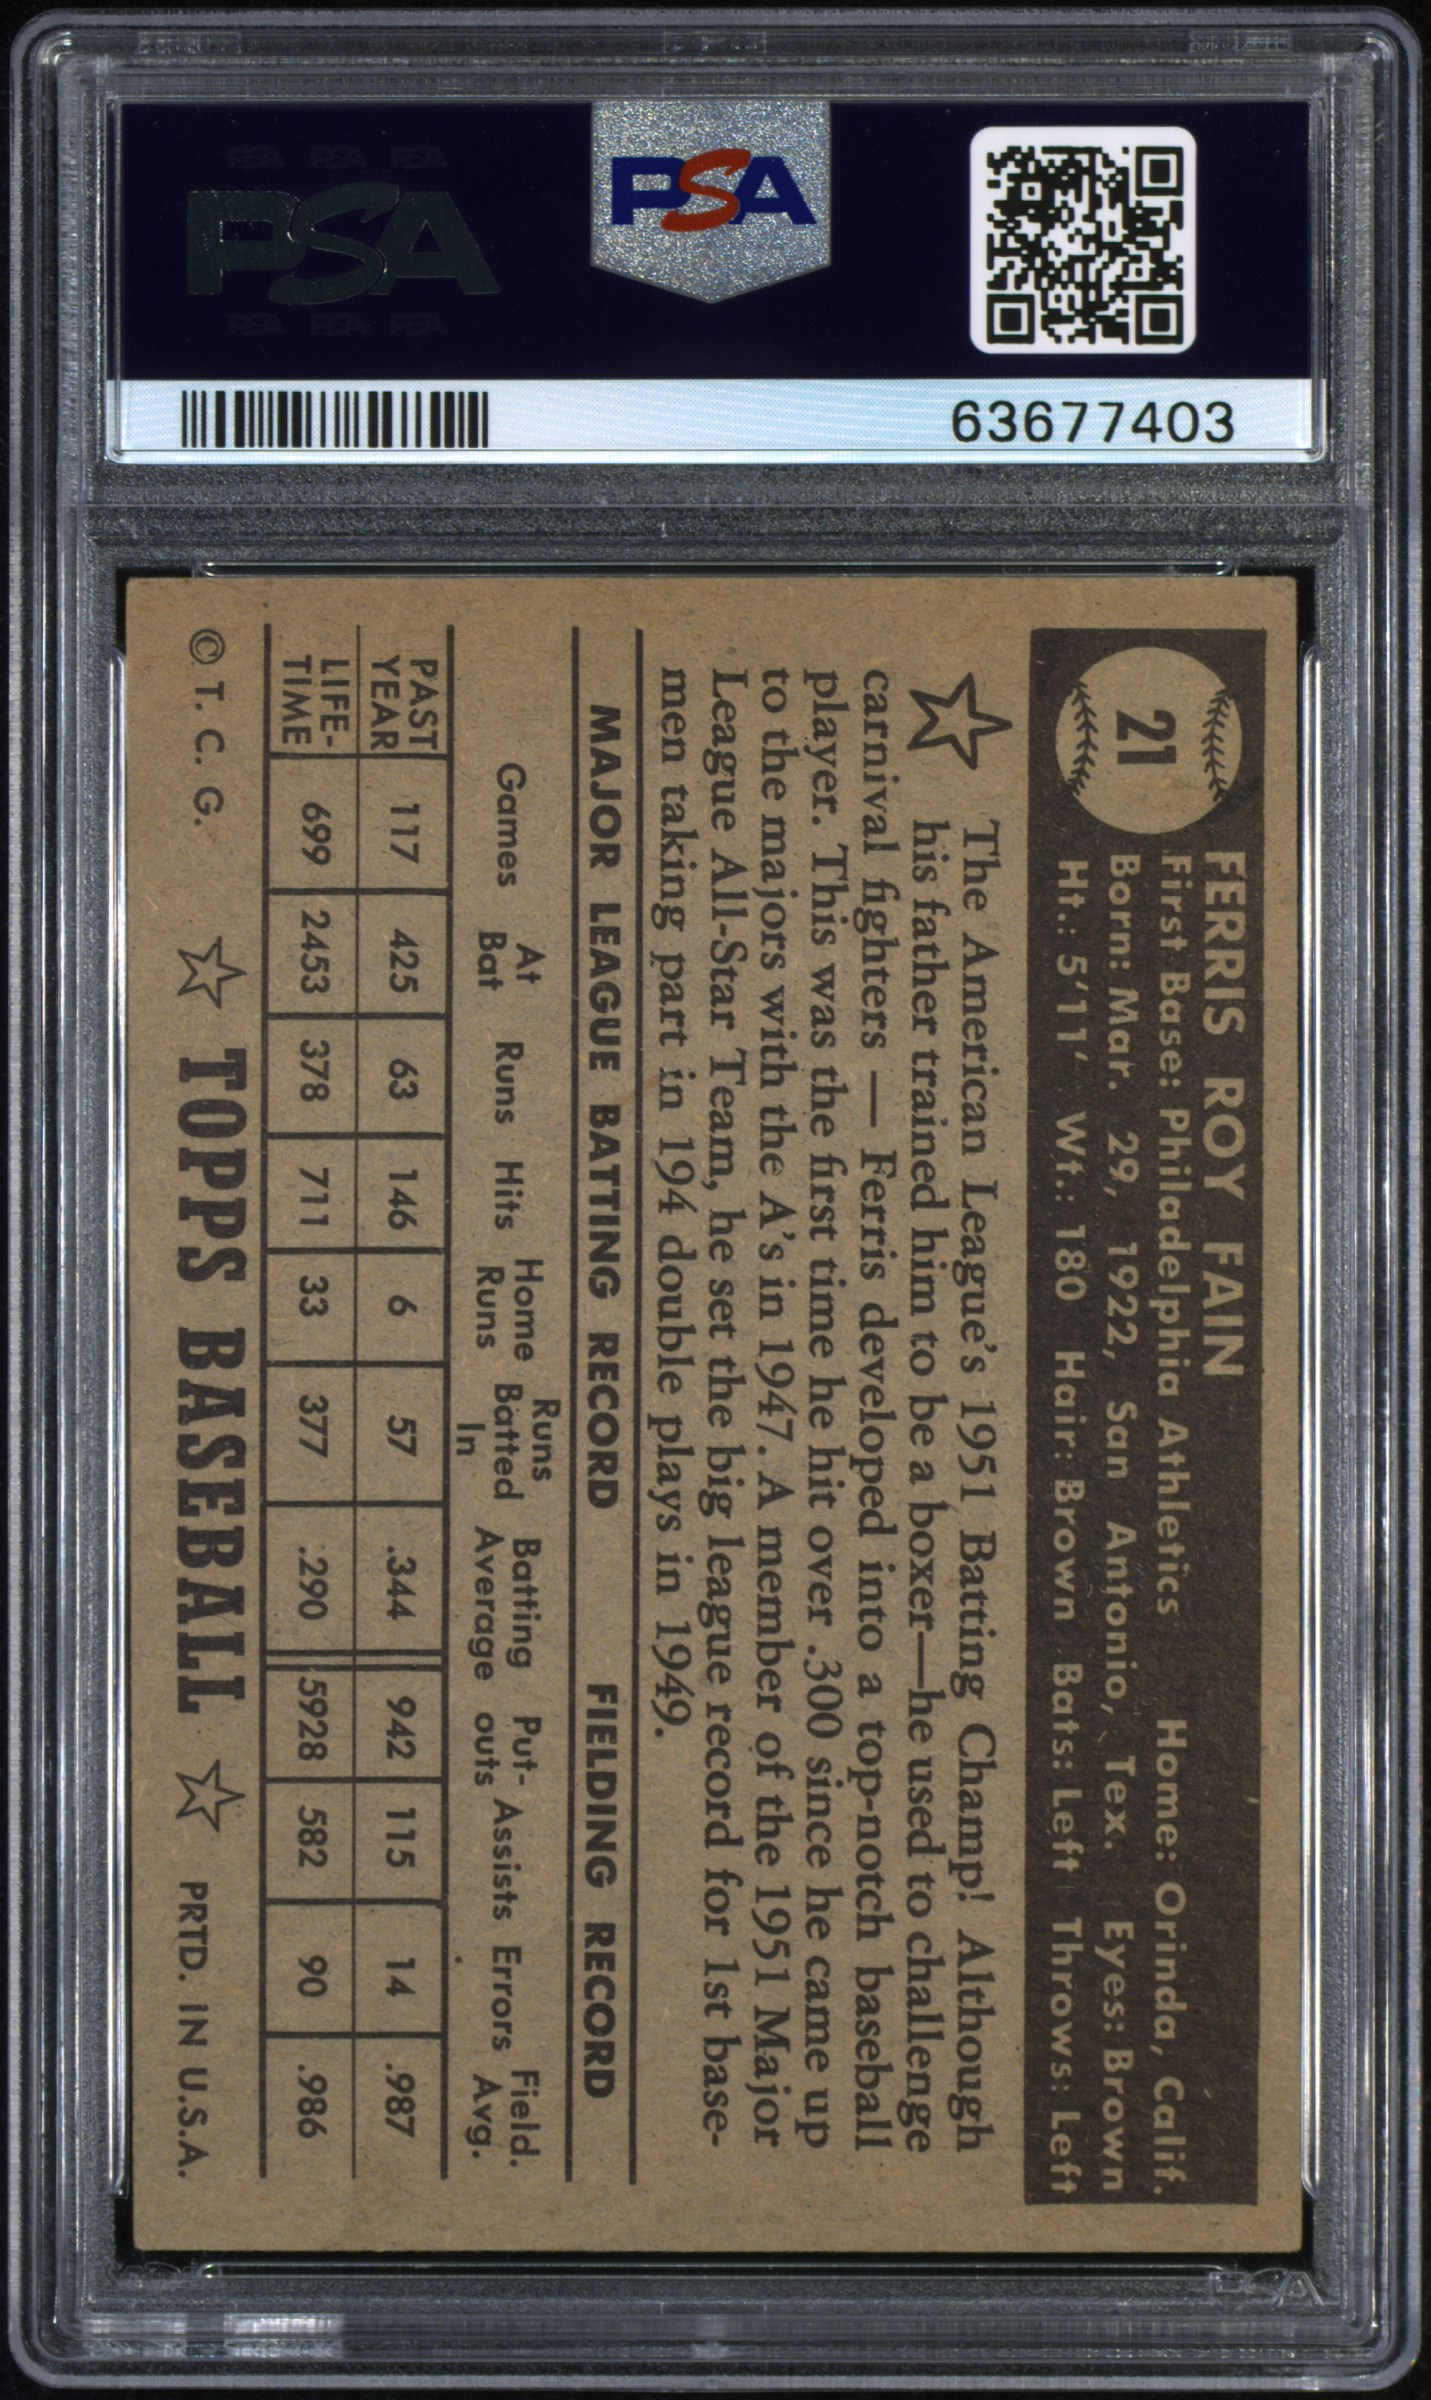 PSA PSA PSA
PSA
PSA PSA PSA
PSA
63677403
21
FERRIS ROY FAIN
First Base: Philadelphia Athletics Home: Orinda, Calif.
Born: Mar. 29, 1922, San Antonio, Tex. Eyes: Brown
Ht.: 5'11' Wt.: 180 Hair: Brown Bats: Left Throws: Left
The American League's 1951 Batting Champ! Although
his father trained him to be a boxer—he used to challenge
carnival fighters — Ferris developed into a top-notch baseball
player. This was the first time he hit over .300 since he came up
to the majors with the A's in 1947. A member of the 1951 Major
League All-Star Team, he set the big league record for 1st base-
men taking part in 194 double plays in 1949.
MAJOR LEAGUE BATTING RECORD FIELDING RECORD
Games At Bat Runs Hits Home Runs Runs Batted In Batting Average Put-outs Assists Errors Field. Avg.
PAST YEAR 117 425 63 146 6 57 .344 942 115 14 .987
LIFE-TIME 699 2453 378 711 33 377 .290 5928 582 90 .986
© T. C. G. TOPPS BASEBALL PRTD. IN U.S.A.
PSA